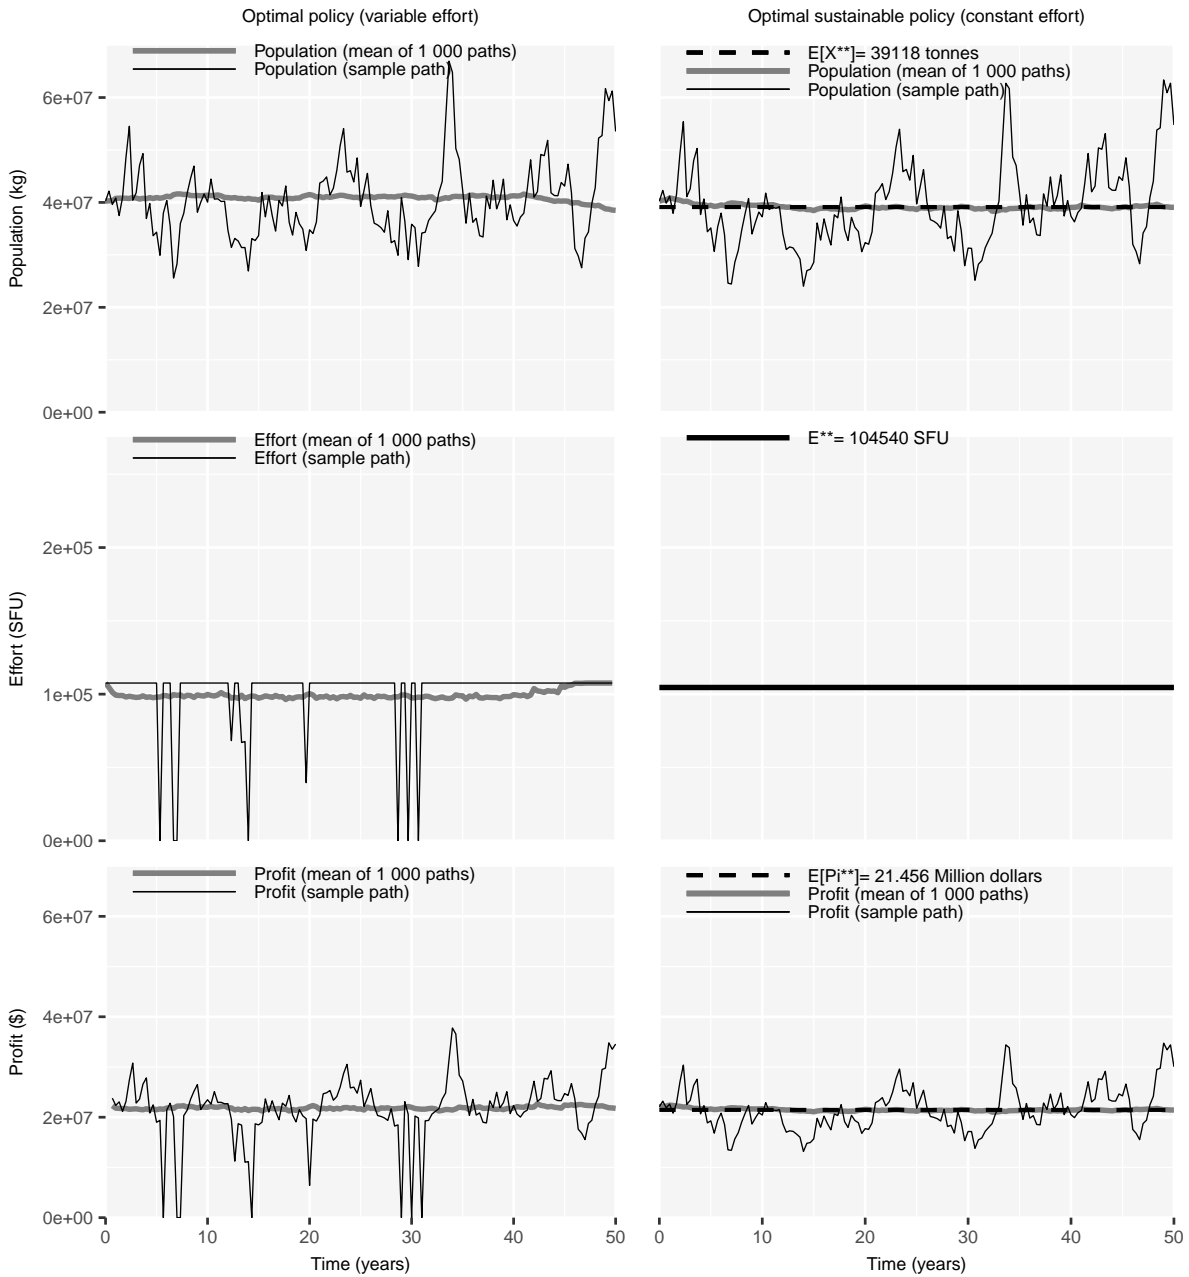 Optimal policy (variable effort)
Optimal sustainable policy (constant effort)
Population (mean of 1 000 paths)
Population (sample path)
E[X**]= 39118 tonnes
Population (mean of 1 000 paths)
Population (sample path)
Population (kg)
6e+07
4e+07
2e+07
0e+00
Effort (mean of 1 000 paths)
Effort (sample path)
E**= 104540 SFU
Effort (SFU)
2e+05
1e+05
0e+00
Profit (mean of 1 000 paths)
Profit (sample path)
E[Pi**]= 21.456 Million dollars
Profit (mean of 1 000 paths)
Profit (sample path)
Profit ($)
6e+07
4e+07
2e+07
0e+00
0 10 20 30 40 50
0 10 20 30 40 50
Time (years)
Time (years)